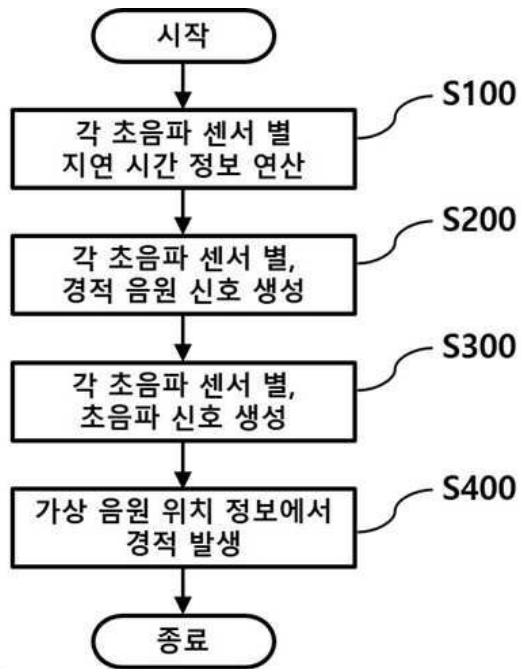 시작
S100
각 초음파 센서 별
지연 시간 정보 연산
S200
각 초음파 센서 별,
경적 음원 신호 생성
S300
각 초음파 센서 별,
초음파 신호 생성
S400
가상 음원 위치 정보에서
경적 발생
종료